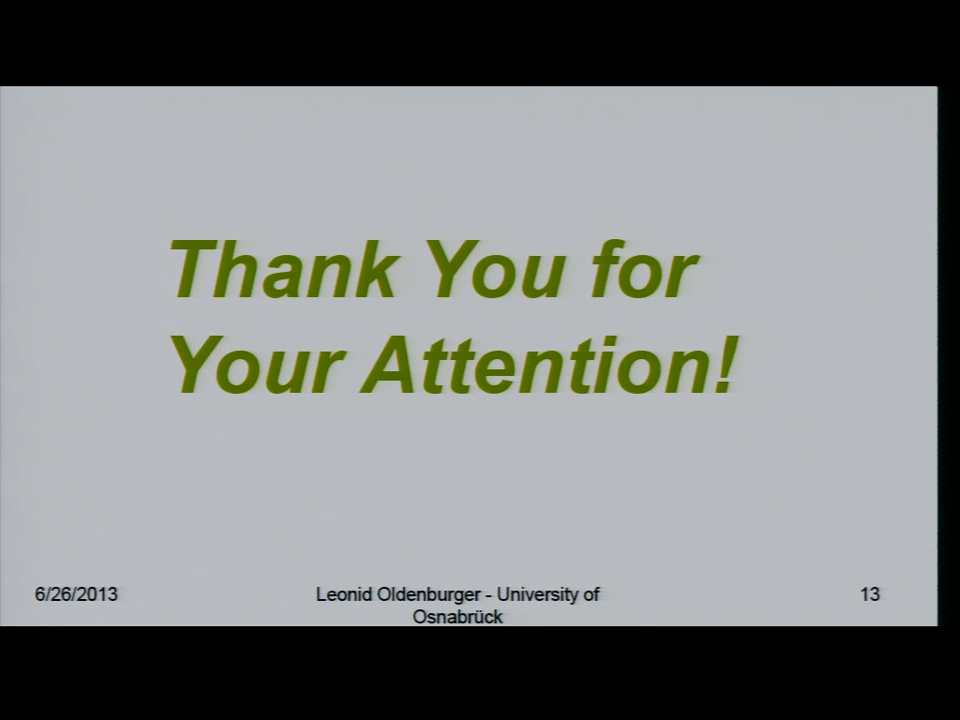 Thank You for
Your Attention!
6/26/2013
Leonid Oldenburger - University of
Osnabrück
13